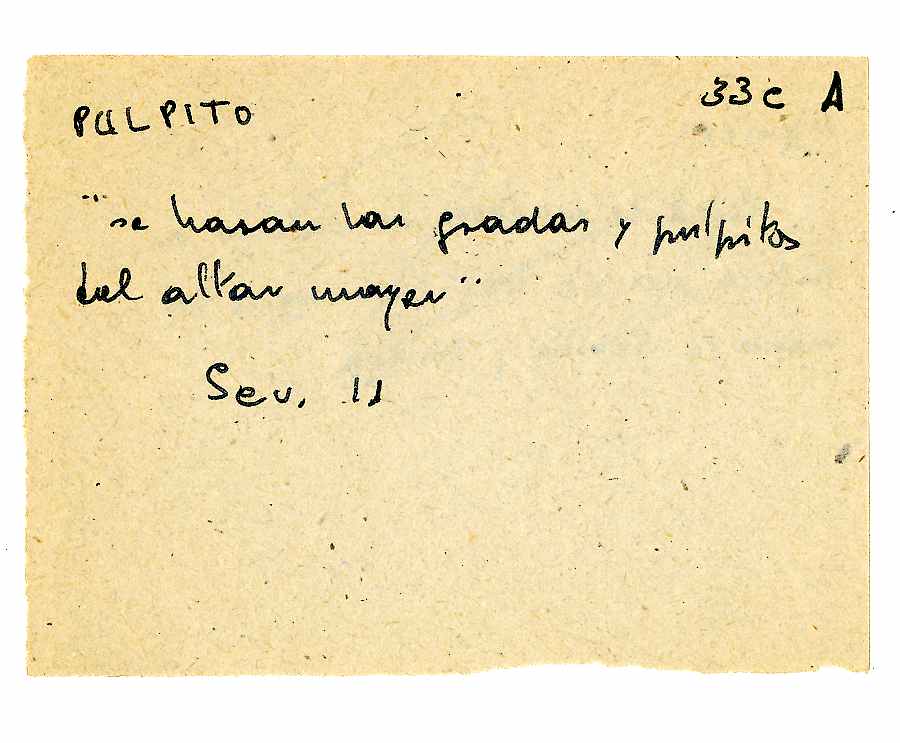 PULPITO 33c A
"se hasan las gradas y pulpitos
del altar mayor"
Sev. 11